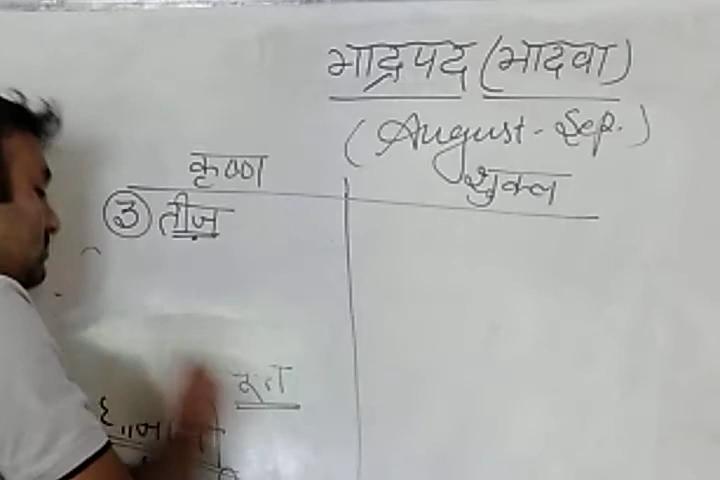 भाद्रपद (भादवा)
(August - Sep.)
कृष्ण शुक्ल
③ तीज